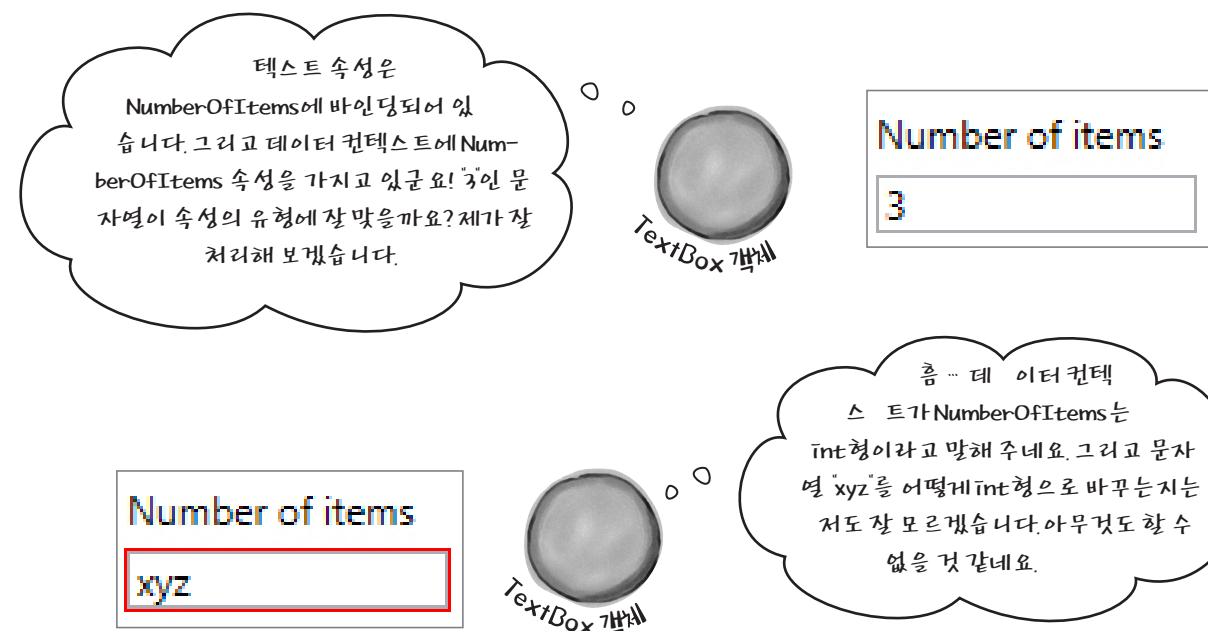 텍스트 속성은
NumberOfItems에 바인딩되어 있
습니다. 그리고 데이터 컨텍스트에 Num-
berOfItems 속성을 가지고 있군요! "3"인 문
자열이 속성의 유형에 잘 맞을까요? 제가 잘
처리해 보겠습니다.
TextBox 객체
Number of items
3
흠… 데 이터 컨텍
스 트가 NumberOfItems는
int형이라고 말해 주네요. 그리고 문자
열 "xyz"를 어떻게 int형으로 바꾸는지는
저도 잘 모르겠습니다. 아무것도 할 수
없을 것 같네요.
Number of items
xyz
TextBox 객체